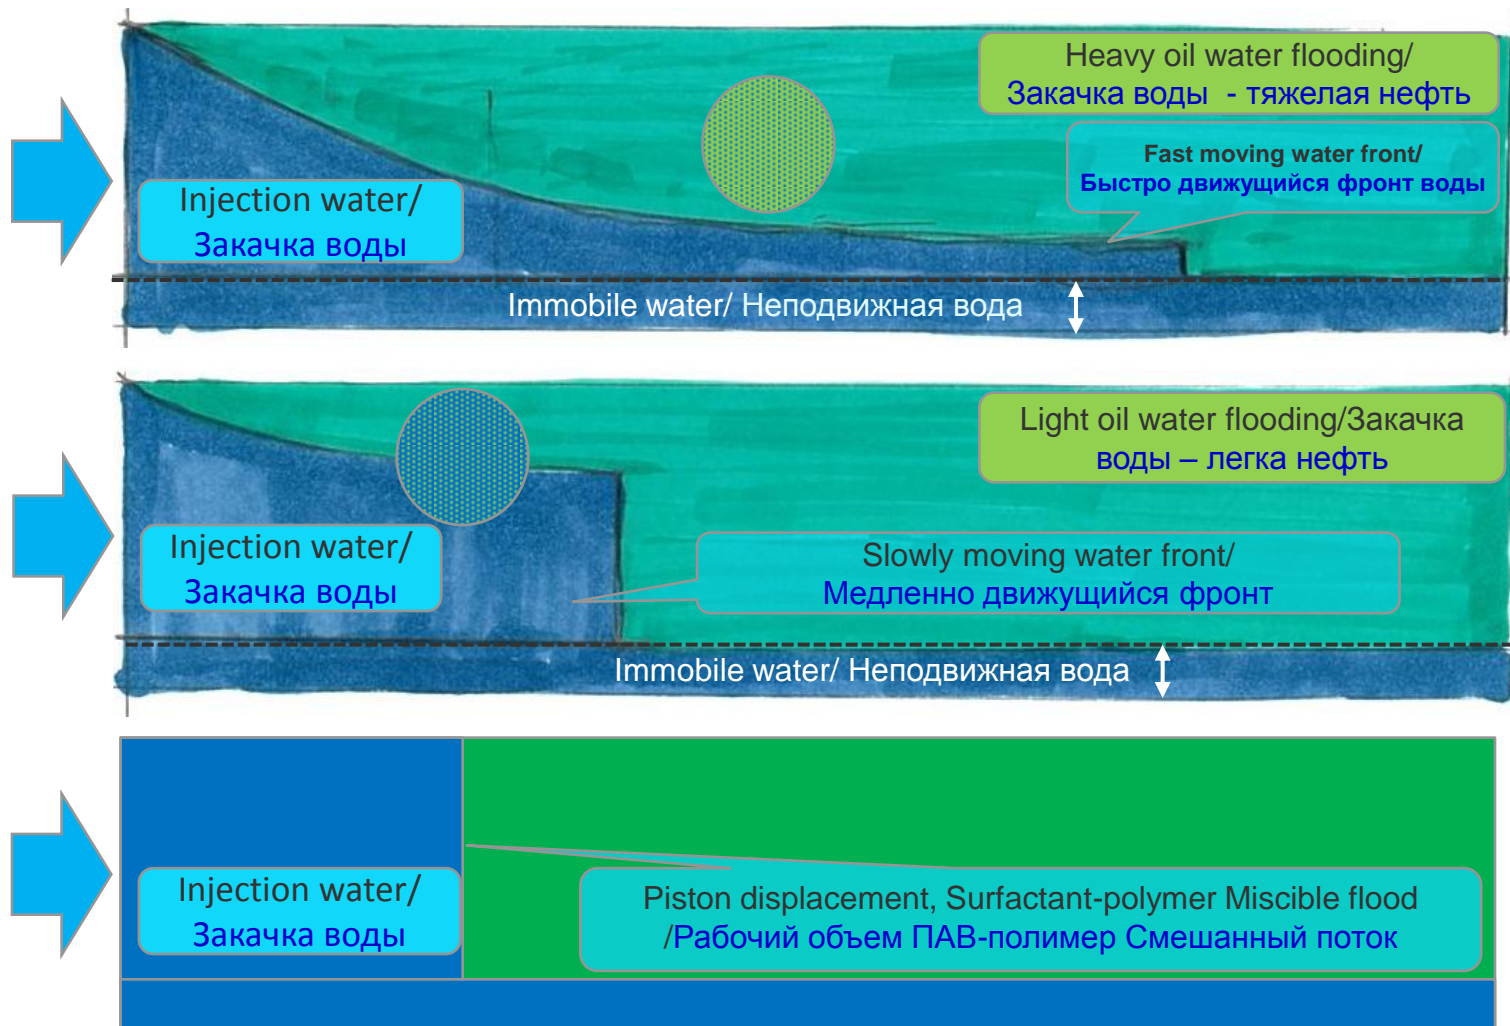 Heavy oil water flooding/
Закачка воды - тяжелая нефть
Fast moving water front/
Быстро движущийся фронт воды
Injection water/
Закачка воды
Immobile water/ Неподвижная вода
Light oil water flooding/Закачка
воды – легка нефть
Injection water/
Закачка воды
Slowly moving water front/
Медленно движущийся фронт
Immobile water/ Неподвижная вода
Injection water/
Закачка воды
Piston displacement, Surfactant-polymer Miscible flood
/Рабочий объем ПАВ-полимер Смешанный поток